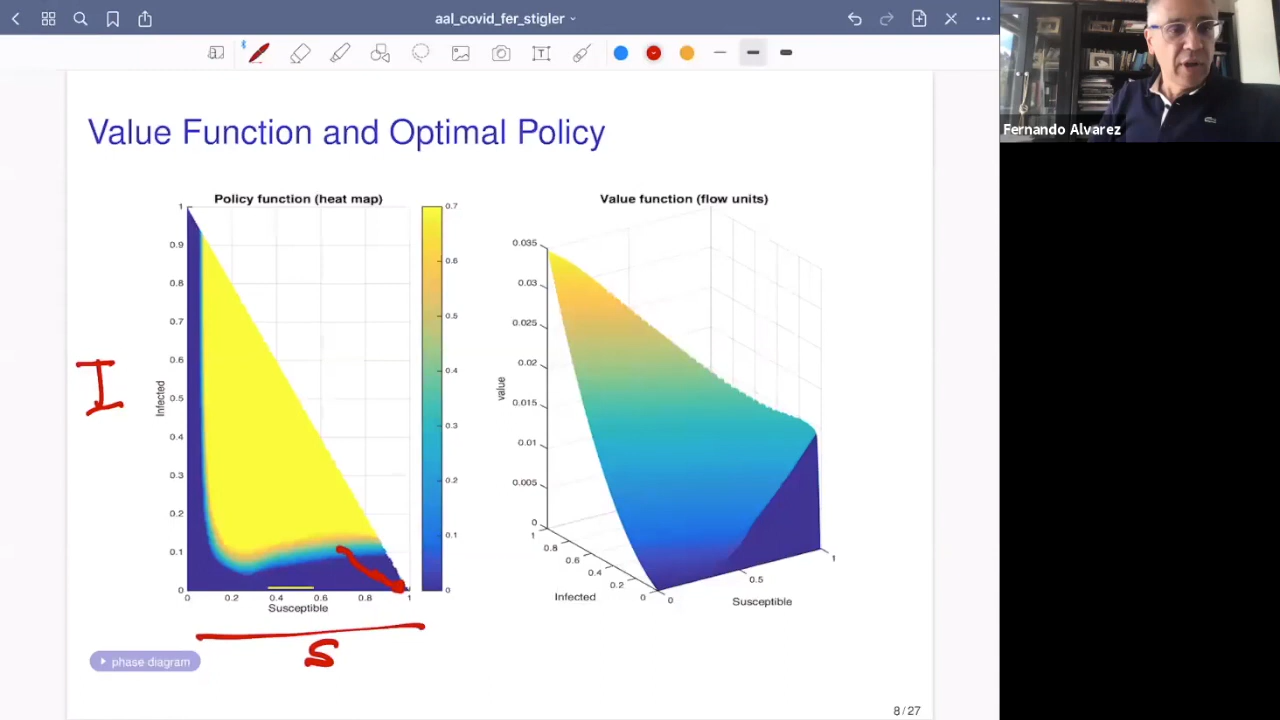 aal_covid_fer_stigler
T
Fernando Alvarez
Value Function and Optimal Policy
Policy function (heat map)
1
0.9
0.8
0.7
0.6
0.5
0.4
0.3
0.2
0.1
0
Infected
0 0.2 0.4 0.6 0.8 1
Susceptible
0.7
0.6
0.5
0.4
0.3
0.2
0.1
0
I
S
Value function (flow units)
0.035
0.03
0.025
0.02
0.015
0.01
0.005
0
value
1
0.8
0.6
0.4
0.2
0
Infected
0
0.5
1
Susceptible
phase diagram
8 / 27